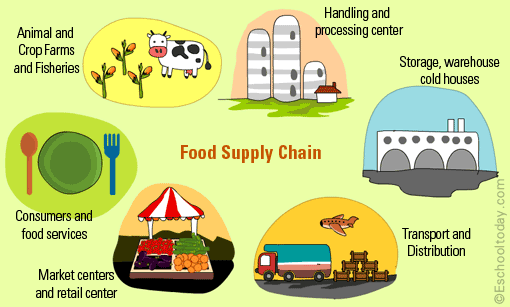 Animal and
Crop Farms
and Fisheries
Handling and
processing center
Storage, warehouse
cold houses
Food Supply Chain
Consumers and
food services
Transport and
Distribution
Market centers
and retail center
©Eschooltoday.com